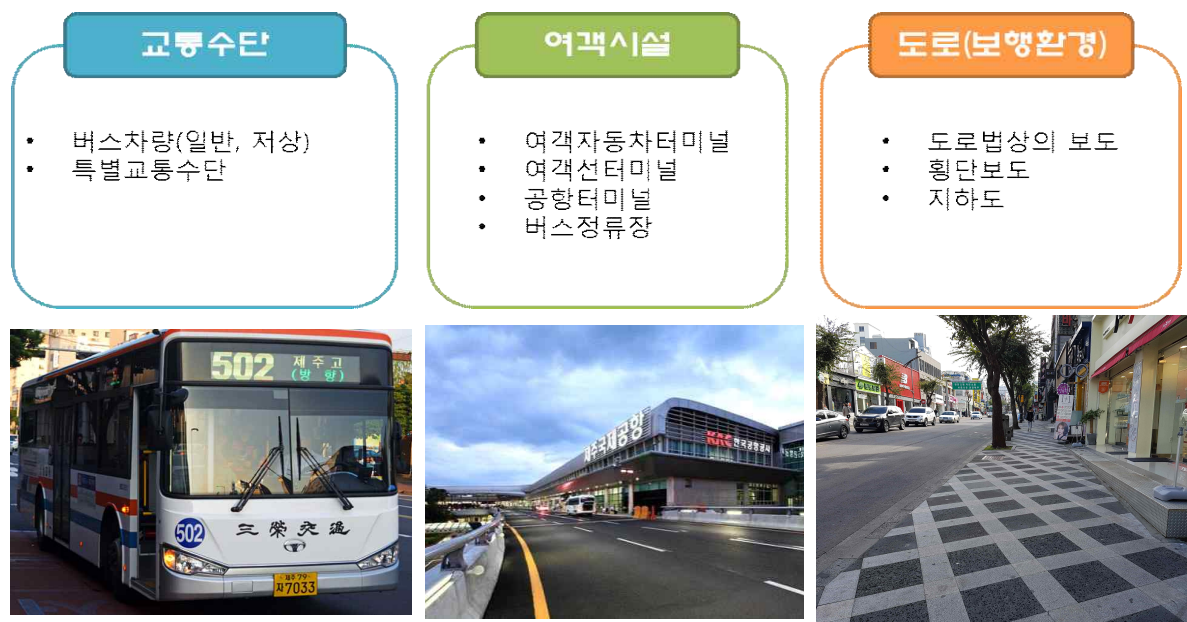 교통수단
• 버스차량(일반, 저상)
• 특별교통수단
여객시설
• 여객자동차터미널
• 여객선터미널
• 공항터미널
• 버스정류장
도로(보행환경)
• 도로법상의 보도
• 횡단보도
• 지하도
502 제주고
(방향)
502
三榮交通
제주 79
자7033
제주국제공항
KAC 한국공항공사